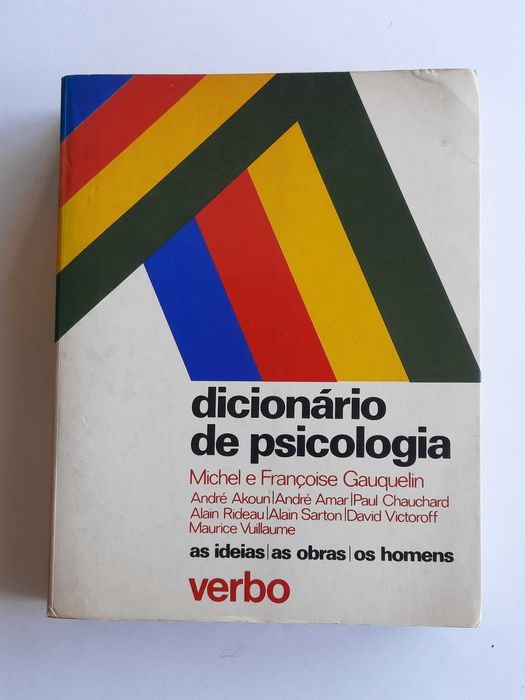 dicionário
de psicologia
Michel e Françoise Gauquelin
André Akoun|André Amar|Paul Chauchard
Alain Rideau|Alain Sarton|David Victoroff
Maurice Vuillaume
as ideias|as obras|os homens
verbo